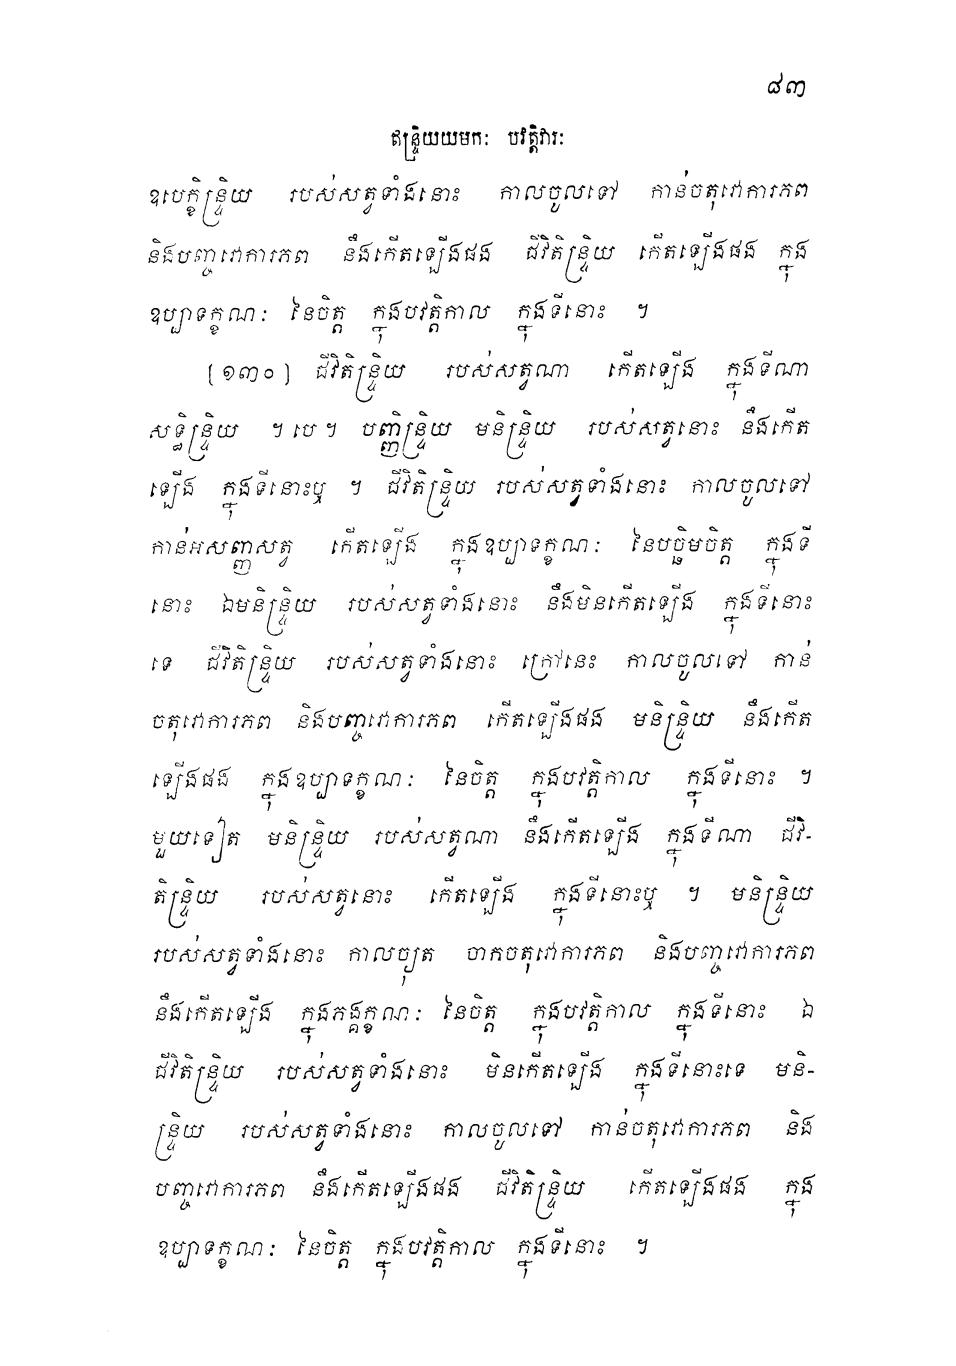 ៨៣
ឥន្ទ្រិយយមកៈ បវត្តិវារៈ
ឧបេក្ខិន្ទ្រិយ របស់សត្វទាំងនោះ កាលចូលទៅ កាន់ចតុវោការភព
និងបញ្ចវោការភព នឹងកើតឡើងផង ជីវិតិន្ទ្រិយ កើតឡើងផង ក្នុង
ឧប្បាទក្ខណៈ នៃចិត្ត ក្នុងបវត្តិកាល ក្នុងទីនោះ ។
[១៣០] ជីវិតិន្ទ្រិយ របស់សត្វណា កើតឡើង ក្នុងទីណា
សទ្ធិន្ទ្រិយ ។ បេ ។ បញ្ញិន្ទ្រិយ មនិន្ទ្រិយ របស់សត្វនោះ នឹងកើត
ឡើង ក្នុងទីនោះឬ ។ ជីវិតិន្ទ្រិយ របស់សត្វទាំងនោះ កាលចូលទៅ
កាន់អសញ្ញសត្វ កើតឡើង ក្នុងឧប្បាទក្ខណៈ នៃបច្ឆិមចិត្ត ក្នុងទី
នោះ ឯមនិន្ទ្រិយ របស់សត្វទាំងនោះ នឹងមិនកើតឡើង ក្នុងទីនោះ
ទេ ជីវិតិន្ទ្រិយ របស់សត្វទាំងនោះ ក្រៅនេះ កាលចូលទៅ កាន់
ចតុវោការភព និងបញ្ចវោការភព កើតឡើងផង មនិន្ទ្រិយ នឹងកើត
ឡើងផង ក្នុងឧប្បាទក្ខណៈ នៃចិត្ត ក្នុងបវត្តិកាល ក្នុងទីនោះ ។
មួយទៀត មនិន្ទ្រិយ របស់សត្វណា នឹងកើតឡើង ក្នុងទីណា ជីវិ-
តិន្ទ្រិយ របស់សត្វនោះ កើតឡើង ក្នុងទីនោះឬ ។ មនិន្ទ្រិយ
របស់សត្វទាំងនោះ កាលច្យុត ចាកចតុវោការភព និងបញ្ចវោការភព
នឹងកើតឡើង ក្នុងភង្គក្ខណៈ នៃចិត្ត ក្នុងបវត្តិកាល ក្នុងទីនោះ ឯ
ជីវិតិន្ទ្រិយ របស់សត្វទាំងនោះ មិនកើតឡើង ក្នុងទីនោះទេ មនិ-
ន្ទ្រិយ របស់សត្វទាំងនោះ កាលចូលទៅ កាន់ចតុវោការភព និង
បញ្ចវោការភព នឹងកើតឡើងផង ជីវិតិន្ទ្រិយ កើតឡើងផង ក្នុង
ឧប្បាទក្ខណៈ នៃចិត្ត ក្នុងបវត្តិកាល ក្នុងទីនោះ ។